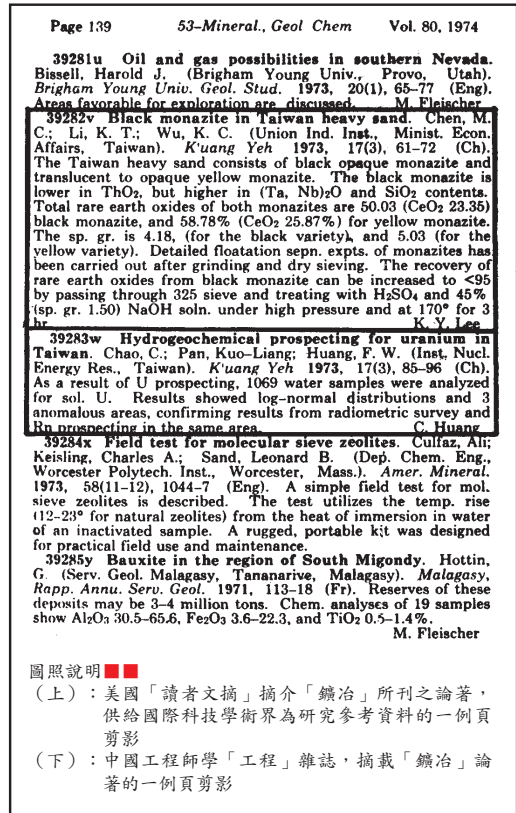 Page 139 53-Mineral., Geol Chem Vol. 80, 1974
39281u Oil and gas possibilities in southern Nevada.
Bissell, Harold J. (Brigham Young Univ., Provo, Utah).
Brigham Young Univ. Geol. Stud. 1973, 20(1), 65-77 (Eng).
Areas favorable for exploration are discussed. M. Fleischer
39282v Black monazite in Taiwan heavy sand. Chen, M.
C.; Li, K. T.; Wu, K. C. (Union Ind. Inst., Minist. Econ.
Affairs, Taiwan). K'uang Yeh 1973, 17(3), 61-72 (Ch).
The Taiwan heavy sand consists of black opaque monazite and
translucent to opaque yellow monazite. The black monazite is
lower in ThO₂, but higher in (Ta, Nb)₂O and SiO₂ contents.
Total rare earth oxides of both monazites are 50.03 (CeO₂ 23.35)
black monazite, and 58.78% (CeO₂ 25.87%) for yellow monazite.
The sp. gr. is 4.18, (for the black variety), and 5.03 (for the
yellow variety). Detailed floatation sepn. expts. of monazites has
been carried out after grinding and dry sieving. The recovery of
rare earth oxides from black monazite can be increased to <95
by passing through 325 sieve and treating with H₂SO₄ and 45%
(sp. gr. 1.50) NaOH soln. under high pressure and at 170° for 3
hr. K. Y. Lee
39283w Hydrogeochemical prospecting for uranium in
Taiwan. Chao, C.; Pan, Kuo-Liang; Huang, F. W. (Inst. Nucl.
Energy Res., Taiwan). K'uang Yeh 1973, 17(3), 85-96 (Ch).
As a result of U prospecting, 1069 water samples were analyzed
for sol. U. Results showed log-normal distributions and 3
anomalous areas, confirming results from radiometric survey and
Rn prospecting in the same area. C. Huang
39284x Field test for molecular sieve zeolites. Culfaz, Ali;
Keisling, Charles A.; Sand, Leonard B. (Dep. Chem. Eng.,
Worcester Polytech. Inst., Worcester, Mass.). Amer. Mineral.
1973, 58(11-12), 1044-7 (Eng). A simple field test for mol.
sieve zeolites is described. The test utilizes the temp. rise
(12-23° for natural zeolites) from the heat of immersion in water
of an inactivated sample. A rugged, portable kit was designed
for practical field use and maintenance.
39285y Bauxite in the region of South Migondy. Hottin,
G. (Serv. Geol. Malagasy, Tananarive, Malagasy). Malagasy,
Rapp. Annu. Serv. Geol. 1971, 113-18 (Fr). Reserves of these
deposits may be 3-4 million tons. Chem. analyses of 19 samples
show Al₂O₃ 30.5-65.6, Fe₂O₃ 3.6-22.3, and TiO₂ 0.5-1.4%.
M. Fleischer
圖照說明
（上）：美國「讀者文摘」摘介「鑛冶」所刊之論著，
供給國際科技學術界為研究參考資料的一例頁
剪影
（下）：中國工程師學「工程」雜誌，摘載「鑛冶」論
著的一例頁剪影